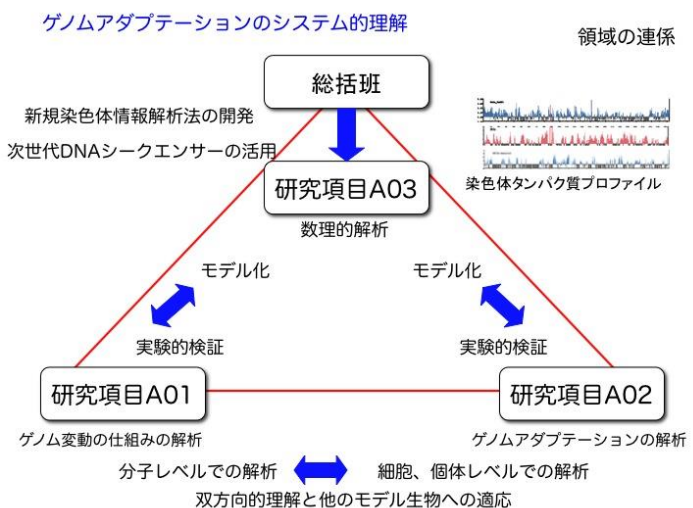 ゲノムアダプテーションのシステム的理解
領域の連係
総括班
新規染色体情報解析法の開発
次世代DNAシークエンサーの活用
研究項目A03
染色体タンパク質プロファイル
数理的解析
モデル化
モデル化
実験的検証
実験的検証
研究項目A01
研究項目A02
ゲノム変動の仕組みの解析
ゲノムアダプテーションの解析
分子レベルでの解析
細胞、個体レベルでの解析
双方向的理解と他のモデル生物への適応